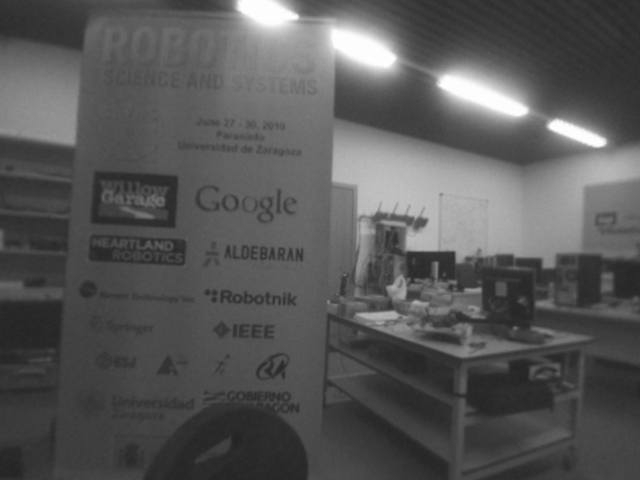 ROBOTICS
SCIENCE AND SYSTEMS
June 27 - 30, 2010
Paraninfo
Universidad de Zaragoza
Willow
Garage
Google
HEARTLAND
ROBOTICS
ALDEBARAN
Robotnik
Springer
IEEE
Universidad
Zaragoza
GOBIERNO
ARAGON